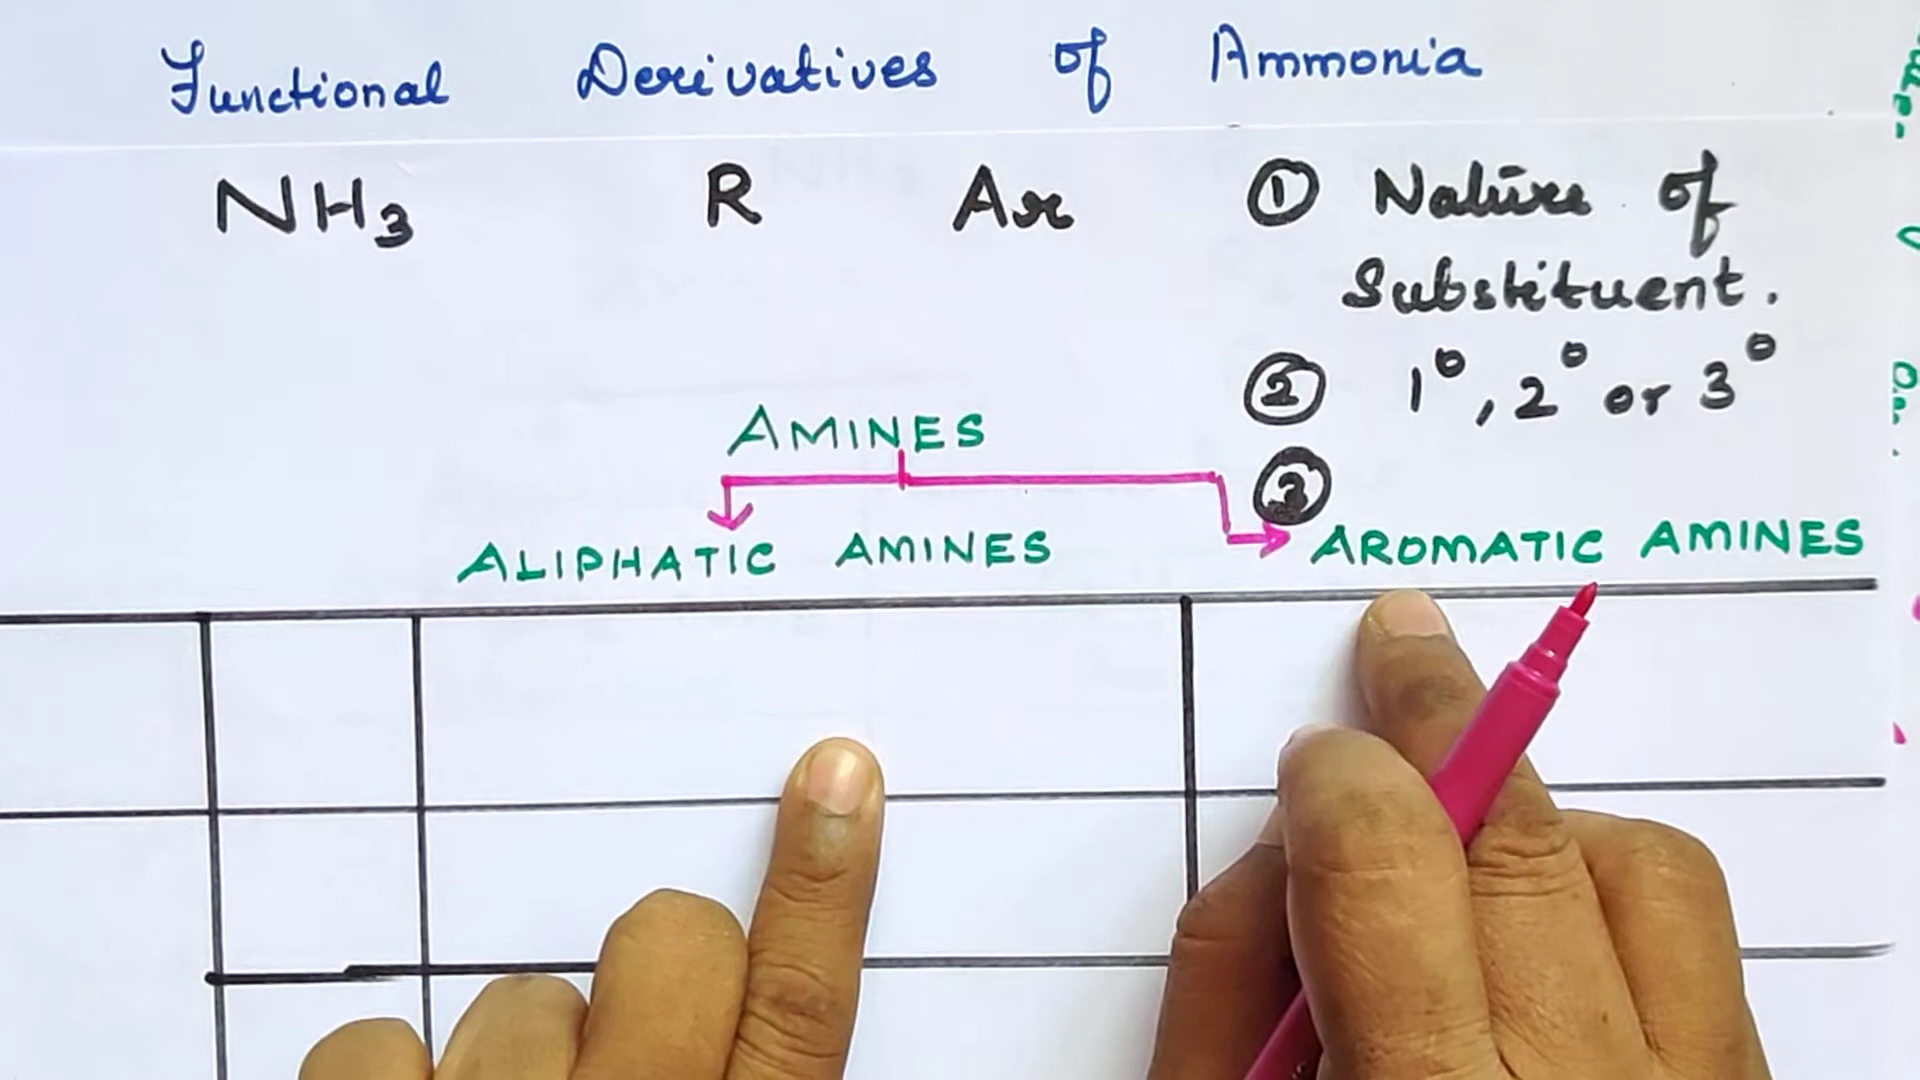 Functional Derivatives of Ammonia
NH3 R Ar ① Nature of
Substituent.
② 1°, 2° or 3°
AMINES
③
ALIPHATIC AMINES AROMATIC AMINES